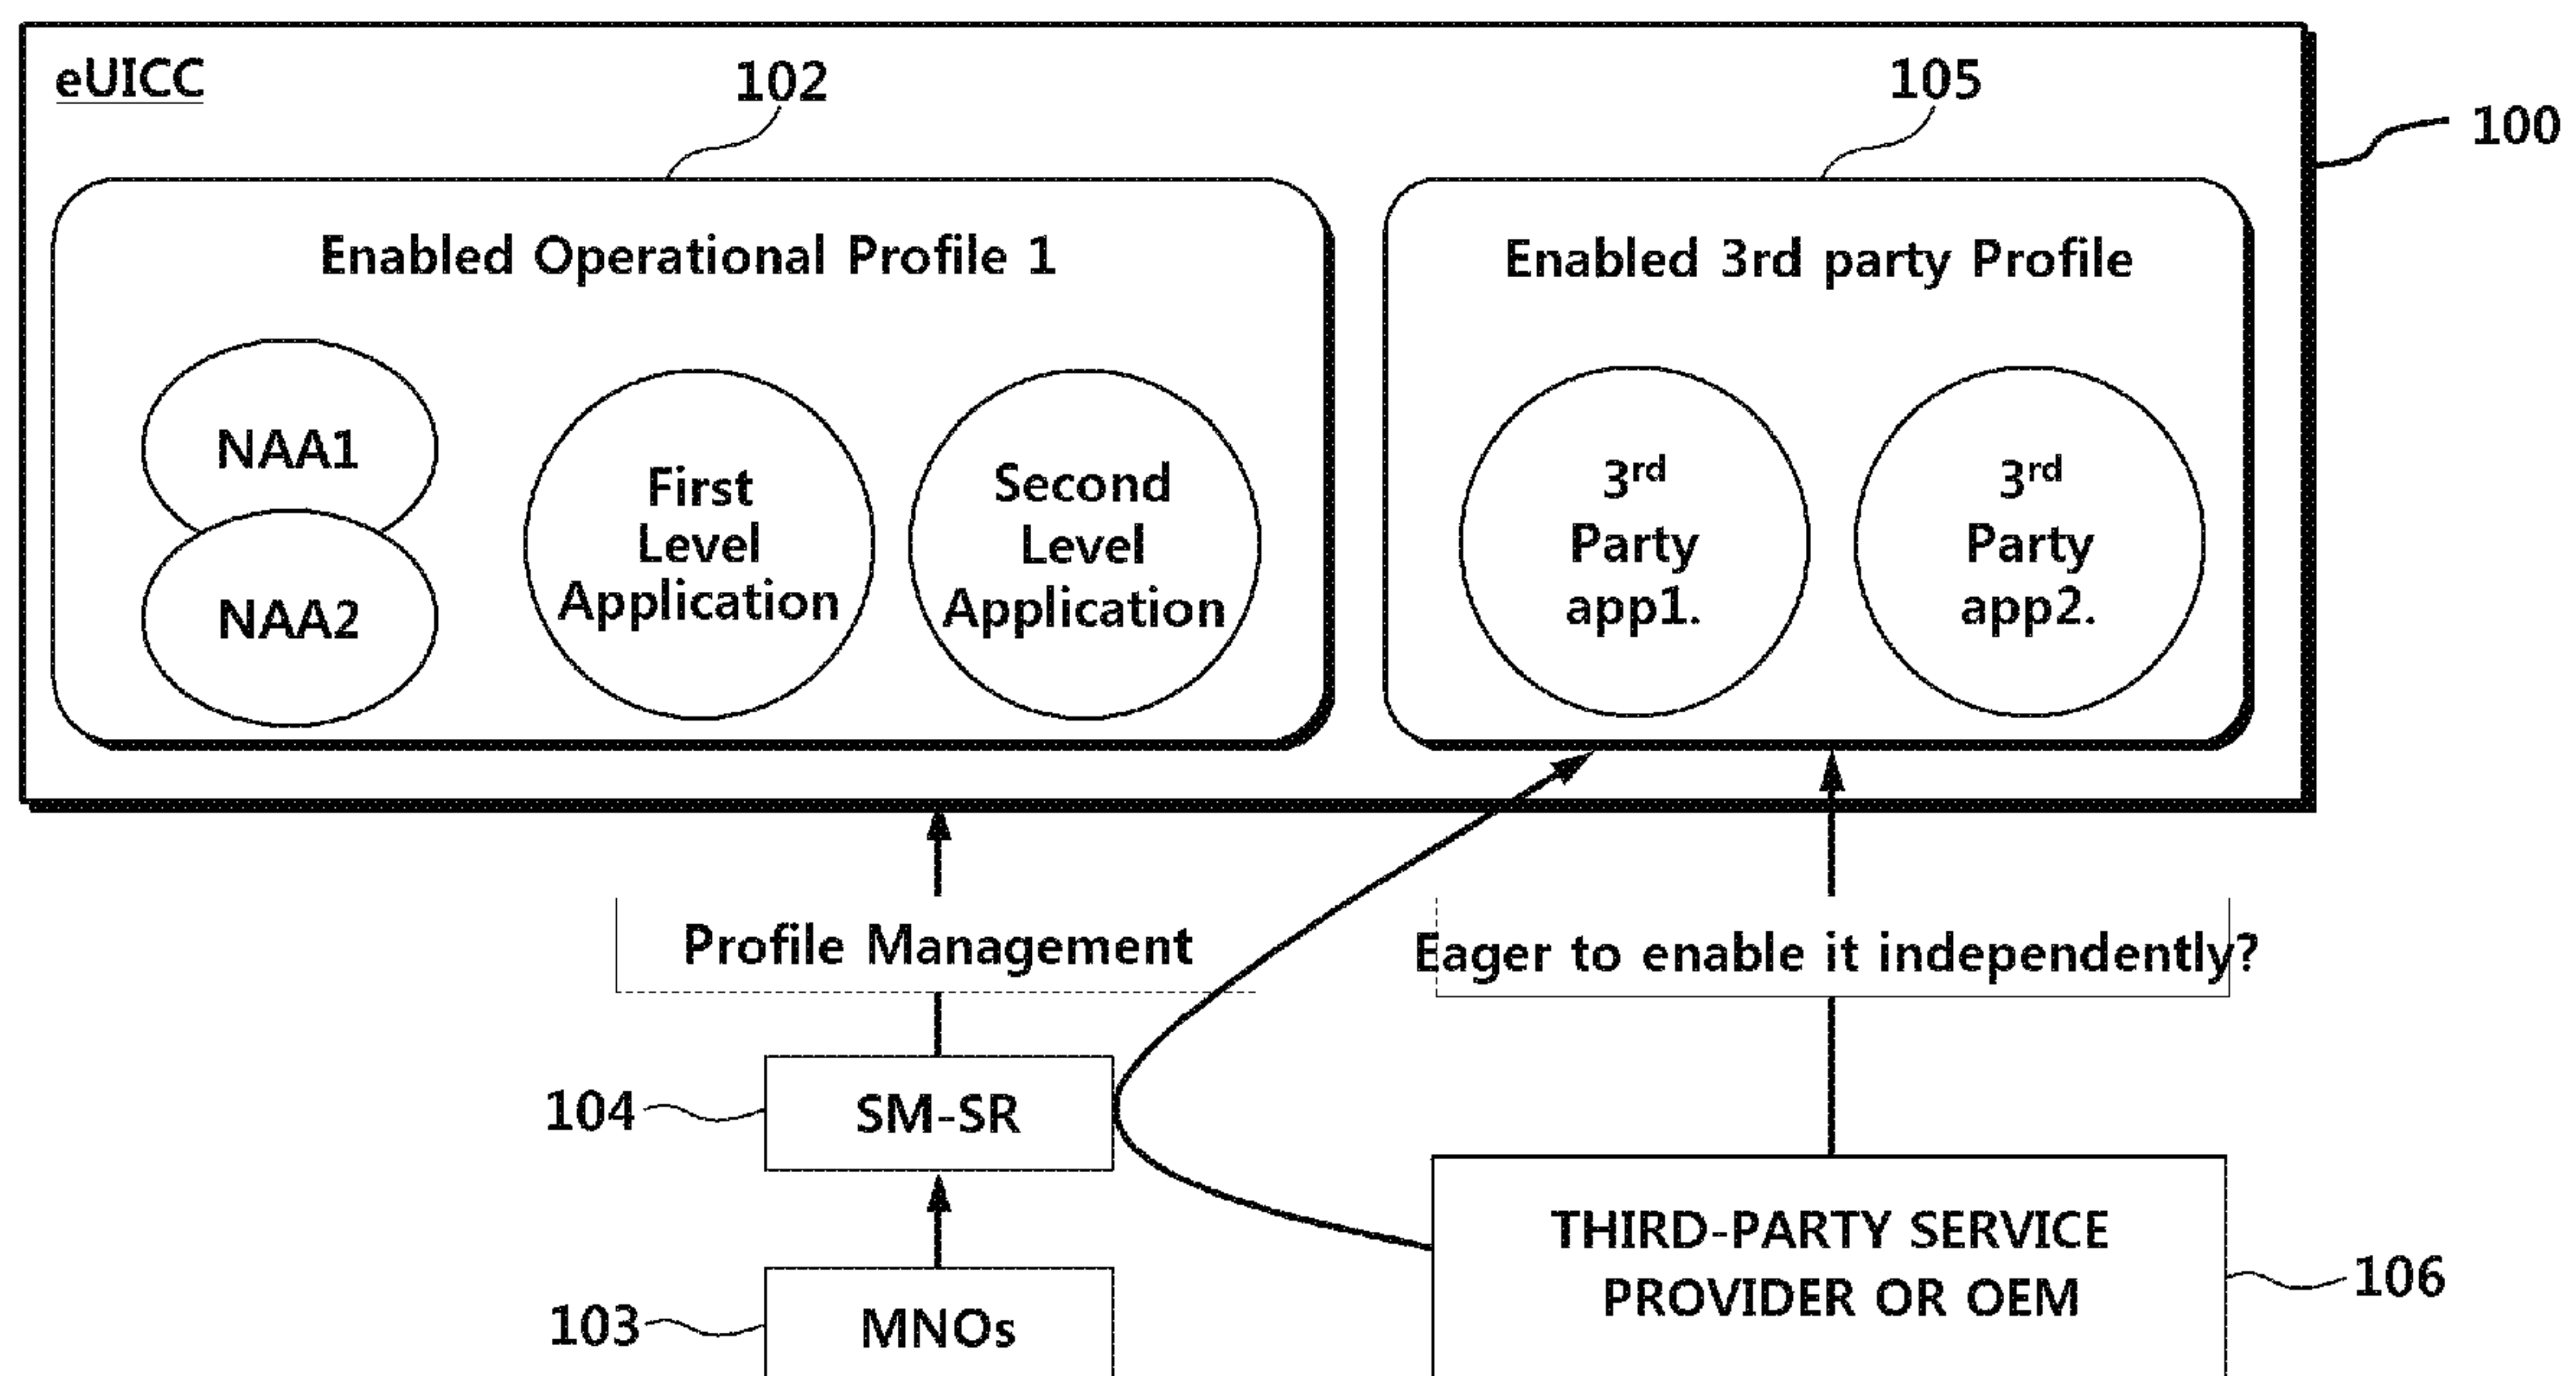 eUICC
102
105
100
Enabled Operational Profile 1
Enabled 3rd party Profile
NAA1
NAA2
First
Level
Application
Second
Level
Application
3rd
Party
app1.
3rd
Party
app2.
Profile Management
Eager to enable it independently?
104
SM-SR
THIRD-PARTY SERVICE
PROVIDER OR OEM
106
103
MNOs